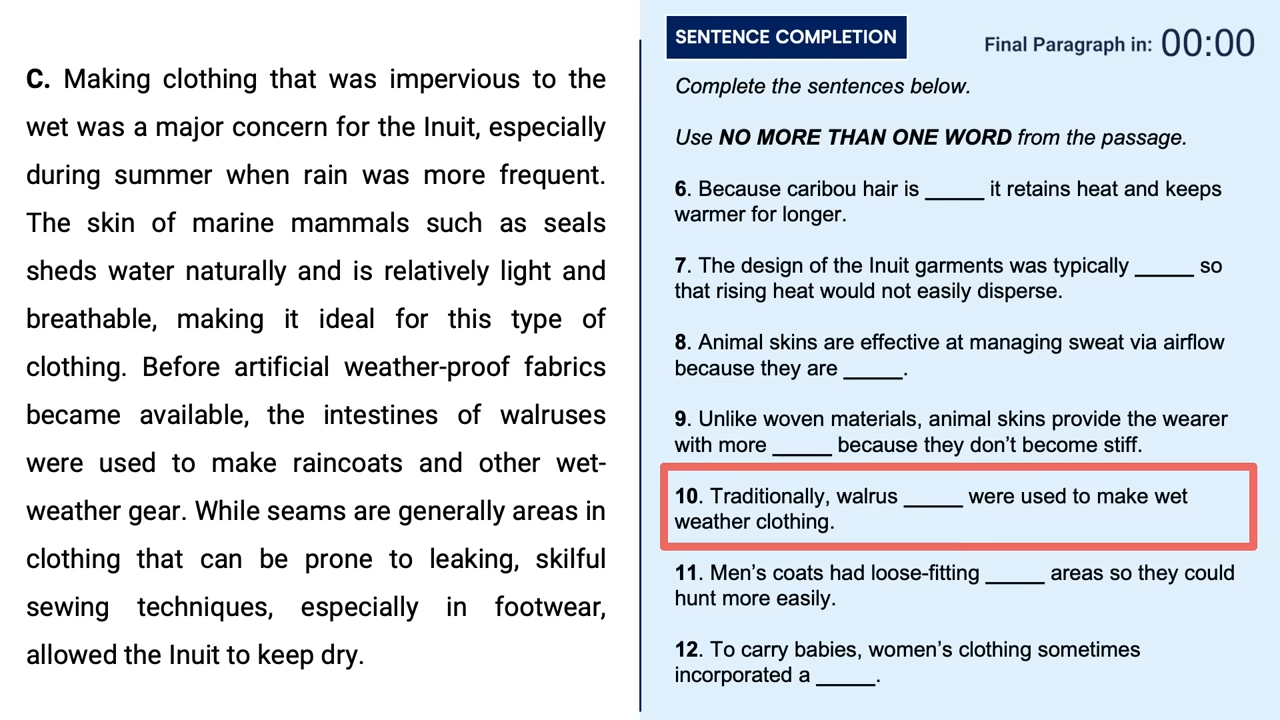 C. Making clothing that was impervious to the
wet was a major concern for the Inuit, especially
during summer when rain was more frequent.
The skin of marine mammals such as seals
sheds water naturally and is relatively light and
breathable, making it ideal for this type of
clothing. Before artificial weather-proof fabrics
became available, the intestines of walruses
were used to make raincoats and other wet-
weather gear. While seams are generally areas in
clothing that can be prone to leaking, skilful
sewing techniques, especially in footwear,
allowed the Inuit to keep dry.
SENTENCE COMPLETION
Final Paragraph in: 00:00
Complete the sentences below.
Use NO MORE THAN ONE WORD from the passage.
6. Because caribou hair is _____ it retains heat and keeps
warmer for longer.
7. The design of the Inuit garments was typically _____ so
that rising heat would not easily disperse.
8. Animal skins are effective at managing sweat via airflow
because they are _____.
9. Unlike woven materials, animal skins provide the wearer
with more _____ because they don't become stiff.
10. Traditionally, walrus _____ were used to make wet
weather clothing.
11. Men's coats had loose-fitting _____ areas so they could
hunt more easily.
12. To carry babies, women's clothing sometimes
incorporated a _____.